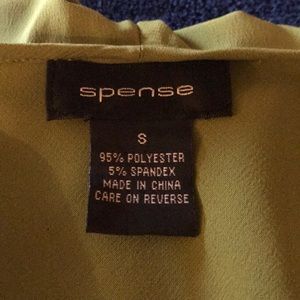 spense
S
95% POLYESTER
5% SPANDEX
MADE IN CHINA
CARE ON REVERSE